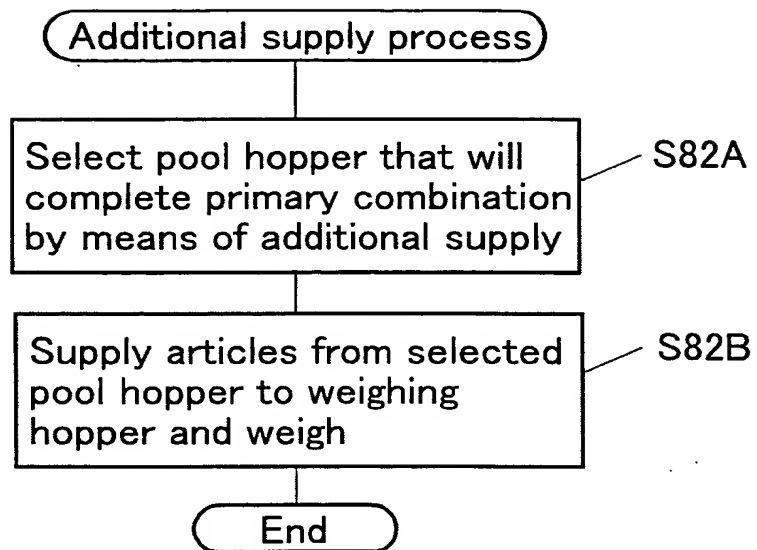 Additional supply process
Select pool hopper that will
complete primary combination
by means of additional supply
S82A
Supply articles from selected
pool hopper to weighing
hopper and weigh
S82B
End